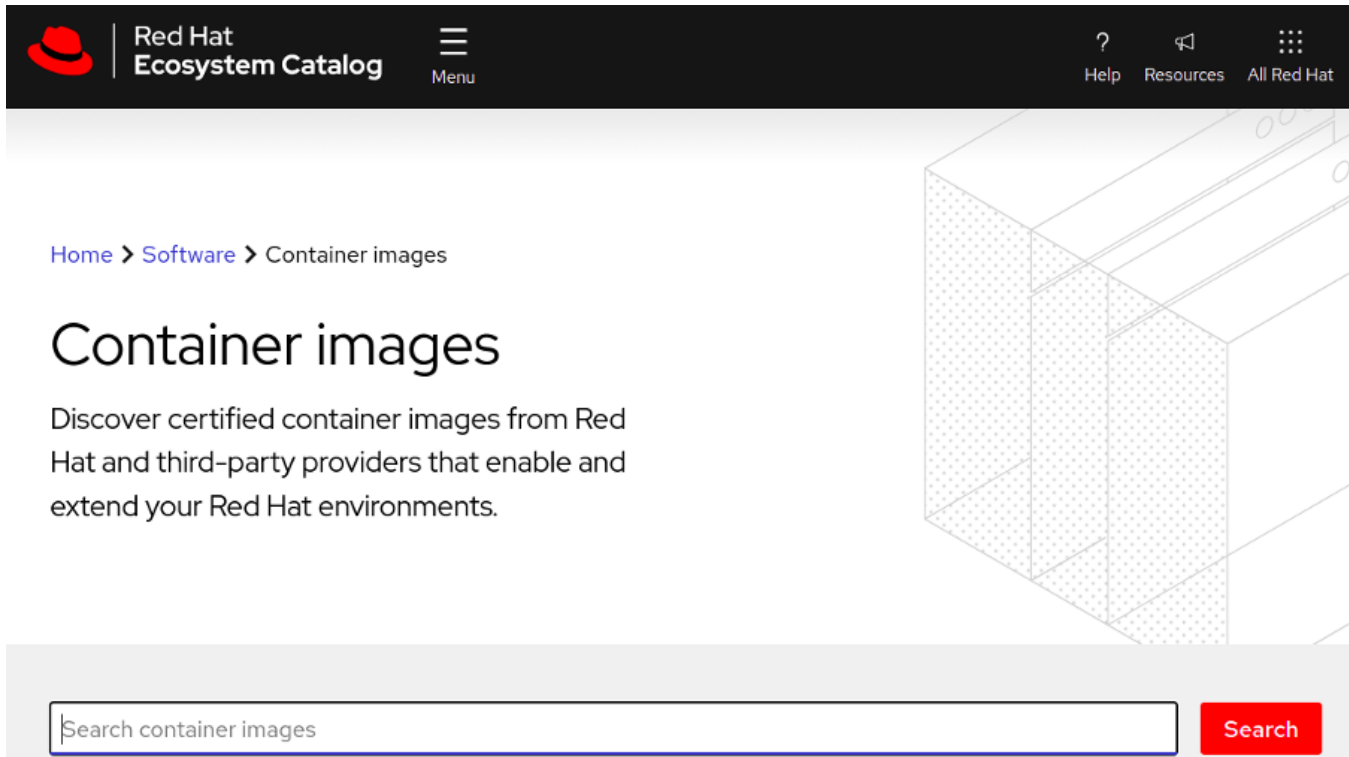 Red Hat
Ecosystem Catalog
Menu
?
Help
Resources
All Red Hat
Home > Software > Container images
Container images
Discover certified container images from Red
Hat and third-party providers that enable and
extend your Red Hat environments.
Search container images
Search